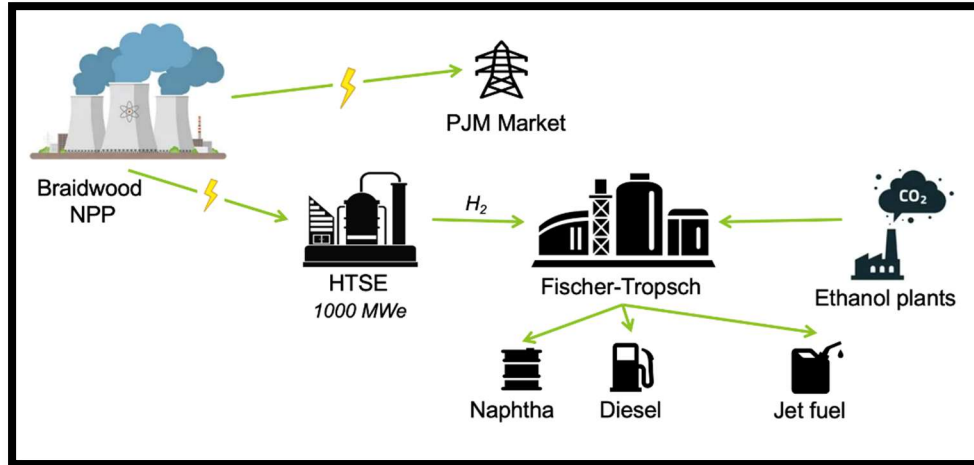 PJM Market
Braidwood
NPP
H₂
CO₂
HTSE
1000 MWe
Fischer-Tropsch
Ethanol plants
Naphtha
Diesel
Jet fuel